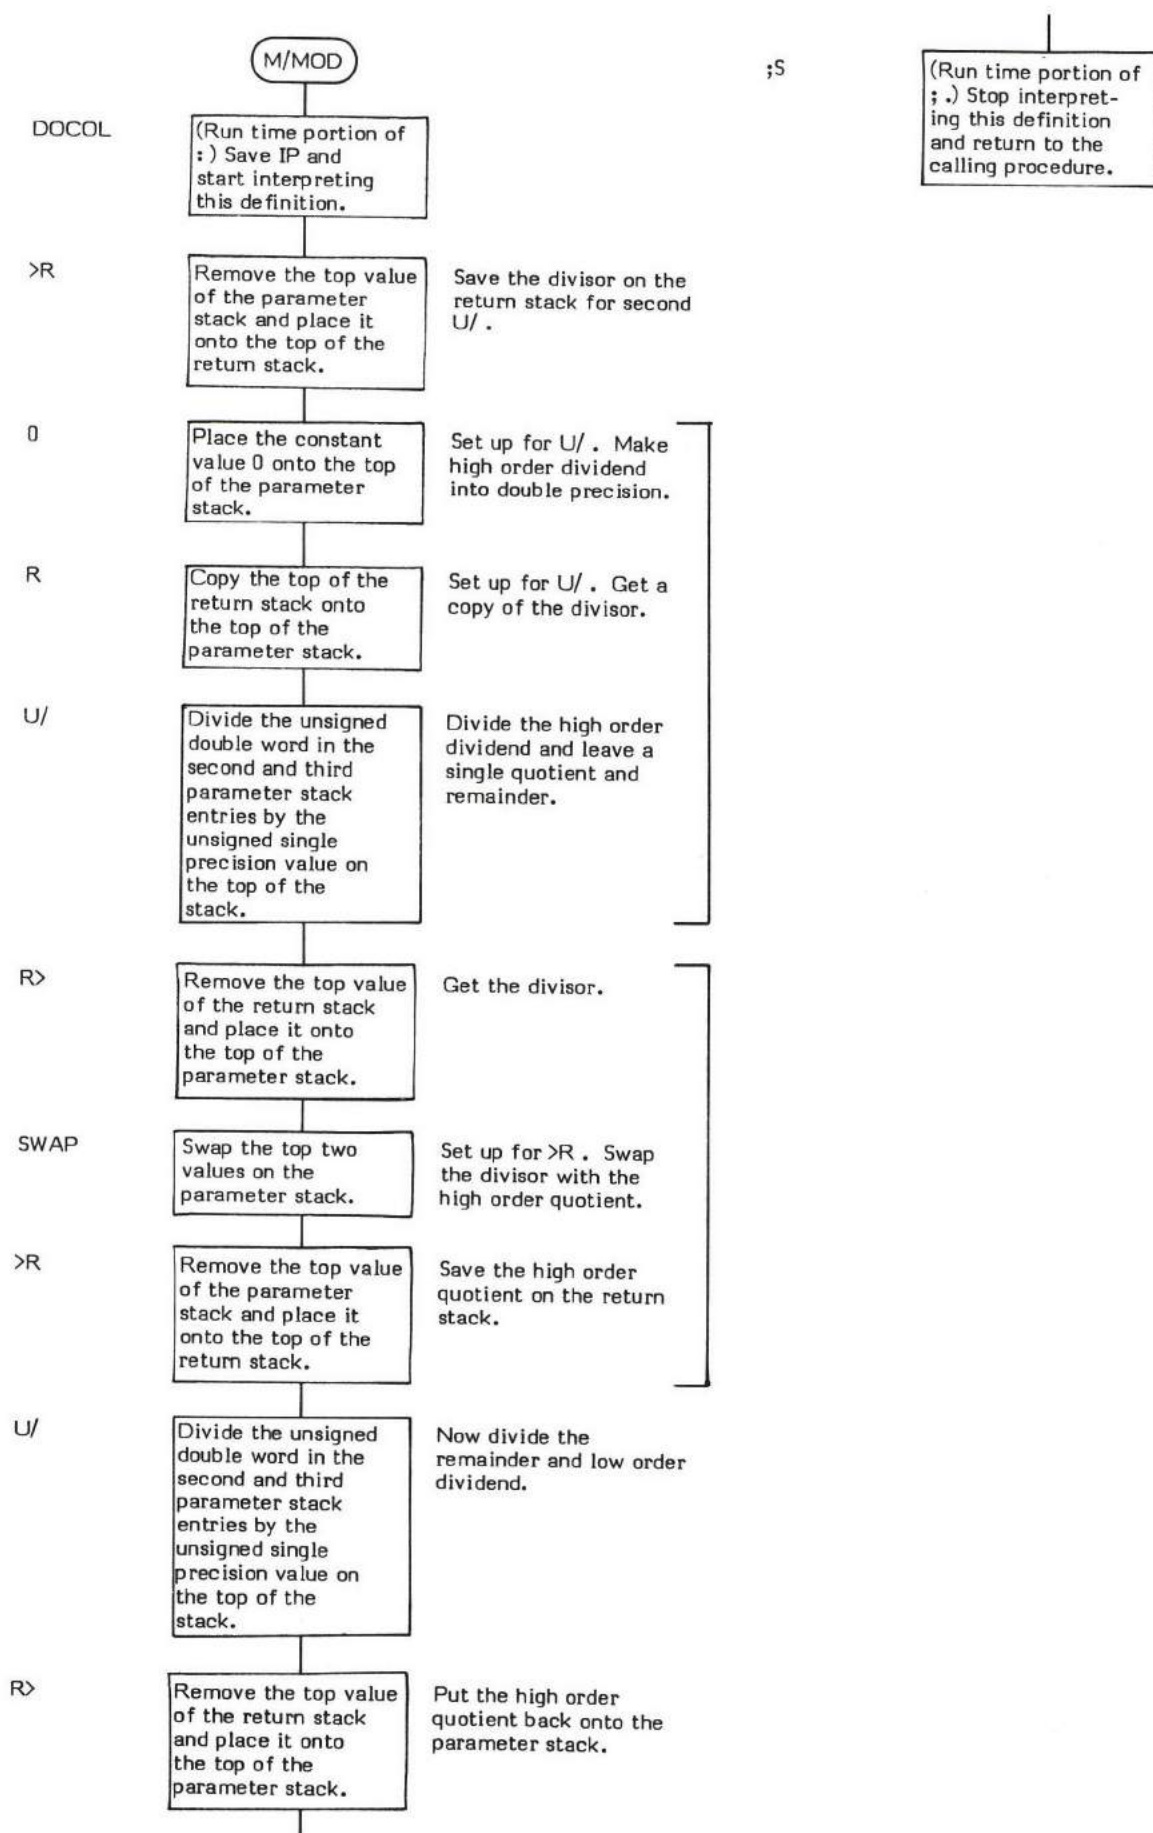 M/MOD
DOCOL
(Run time portion of
: ) Save IP and
start interpreting
this definition.
>R
Remove the top value
of the parameter
stack and place it
onto the top of the
return stack.
Save the divisor on the
return stack for second
U/ .
0
Place the constant
value 0 onto the top
of the parameter
stack.
Set up for U/ . Make
high order dividend
into double precision.
R
Copy the top of the
return stack onto
the top of the
parameter stack.
Set up for U/ . Get a
copy of the divisor.
U/
Divide the unsigned
double word in the
second and third
parameter stack
entries by the
unsigned single
precision value on
the top of the
stack.
Divide the high order
dividend and leave a
single quotient and
remainder.
R>
Remove the top value
of the return stack
and place it onto
the top of the
parameter stack.
Get the divisor.
SWAP
Swap the top two
values on the
parameter stack.
Set up for >R . Swap
the divisor with the
high order quotient.
>R
Remove the top value
of the parameter
stack and place it
onto the top of the
return stack.
Save the high order
quotient on the return
stack.
U/
Divide the unsigned
double word in the
second and third
parameter stack
entries by the
unsigned single
precision value on
the top of the
stack.
Now divide the
remainder and low order
dividend.
R>
Remove the top value
of the return stack
and place it onto
the top of the
parameter stack.
Put the high order
quotient back onto the
parameter stack.
;S
(Run time portion of
; .) Stop interpret-
ing this definition
and return to the
calling procedure.